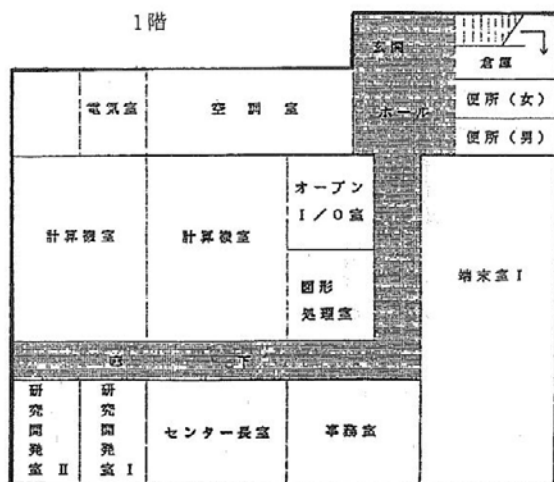 1階
玄関
倉庫
電気室
空調室
ホール
便所(女)
便所(男)
オープン
I/O室
計算機室
計算機室
端末室I
図形
処理室
廊下
研究開発室 II
研究開発室 I
センター長室
事務室